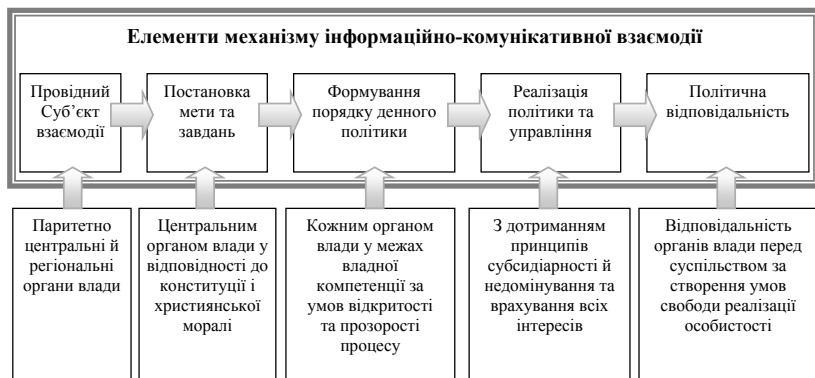 Елементи механізму інформаційно-комунікативної взаємодії
Провідний
Суб’єкт
взаємодії
Постановка
мети та
завдань
Формування
порядку денного
політики
Реалізація
політики та
управління
Політична
відповідальність
Паритетно
центральні й
регіональні
органи влади
Центральним
органом влади у
відповідності до
конституції і
християнської
моралі
Кожним органом
влади у межах
владної
компетенції за
умов відкритості
та прозорості
процесу
З дотриманням
принципів
субсидіарності й
недомінування та
врахування всіх
інтересів
Відповідальність
органів влади перед
суспільством за
створення умов
свободи реалізації
особистості